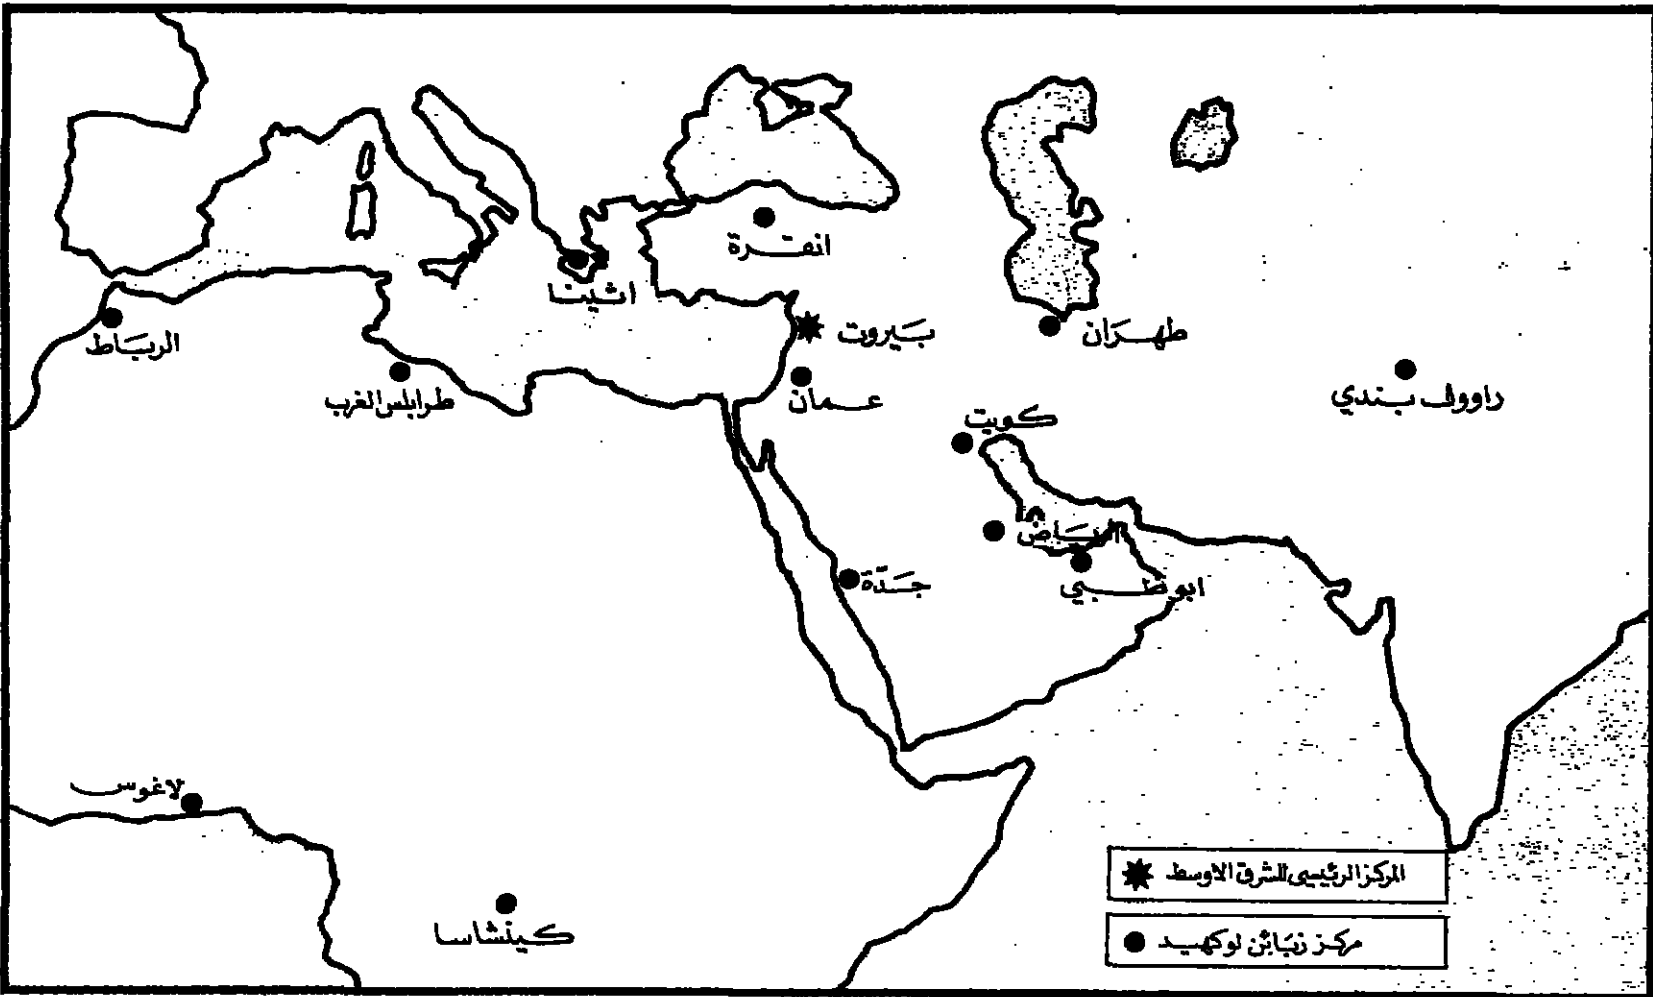 انقرة
اثينا
بيروت
طهران
الرباط
عمان
راوول بندي
طرابلس الغرب
كويت
الرياض
جدّة
ابوظبي
لاغوس
كينشاسا
المركز الرئيسي للشرق الاوسط
مركز زبائن لوكهيد